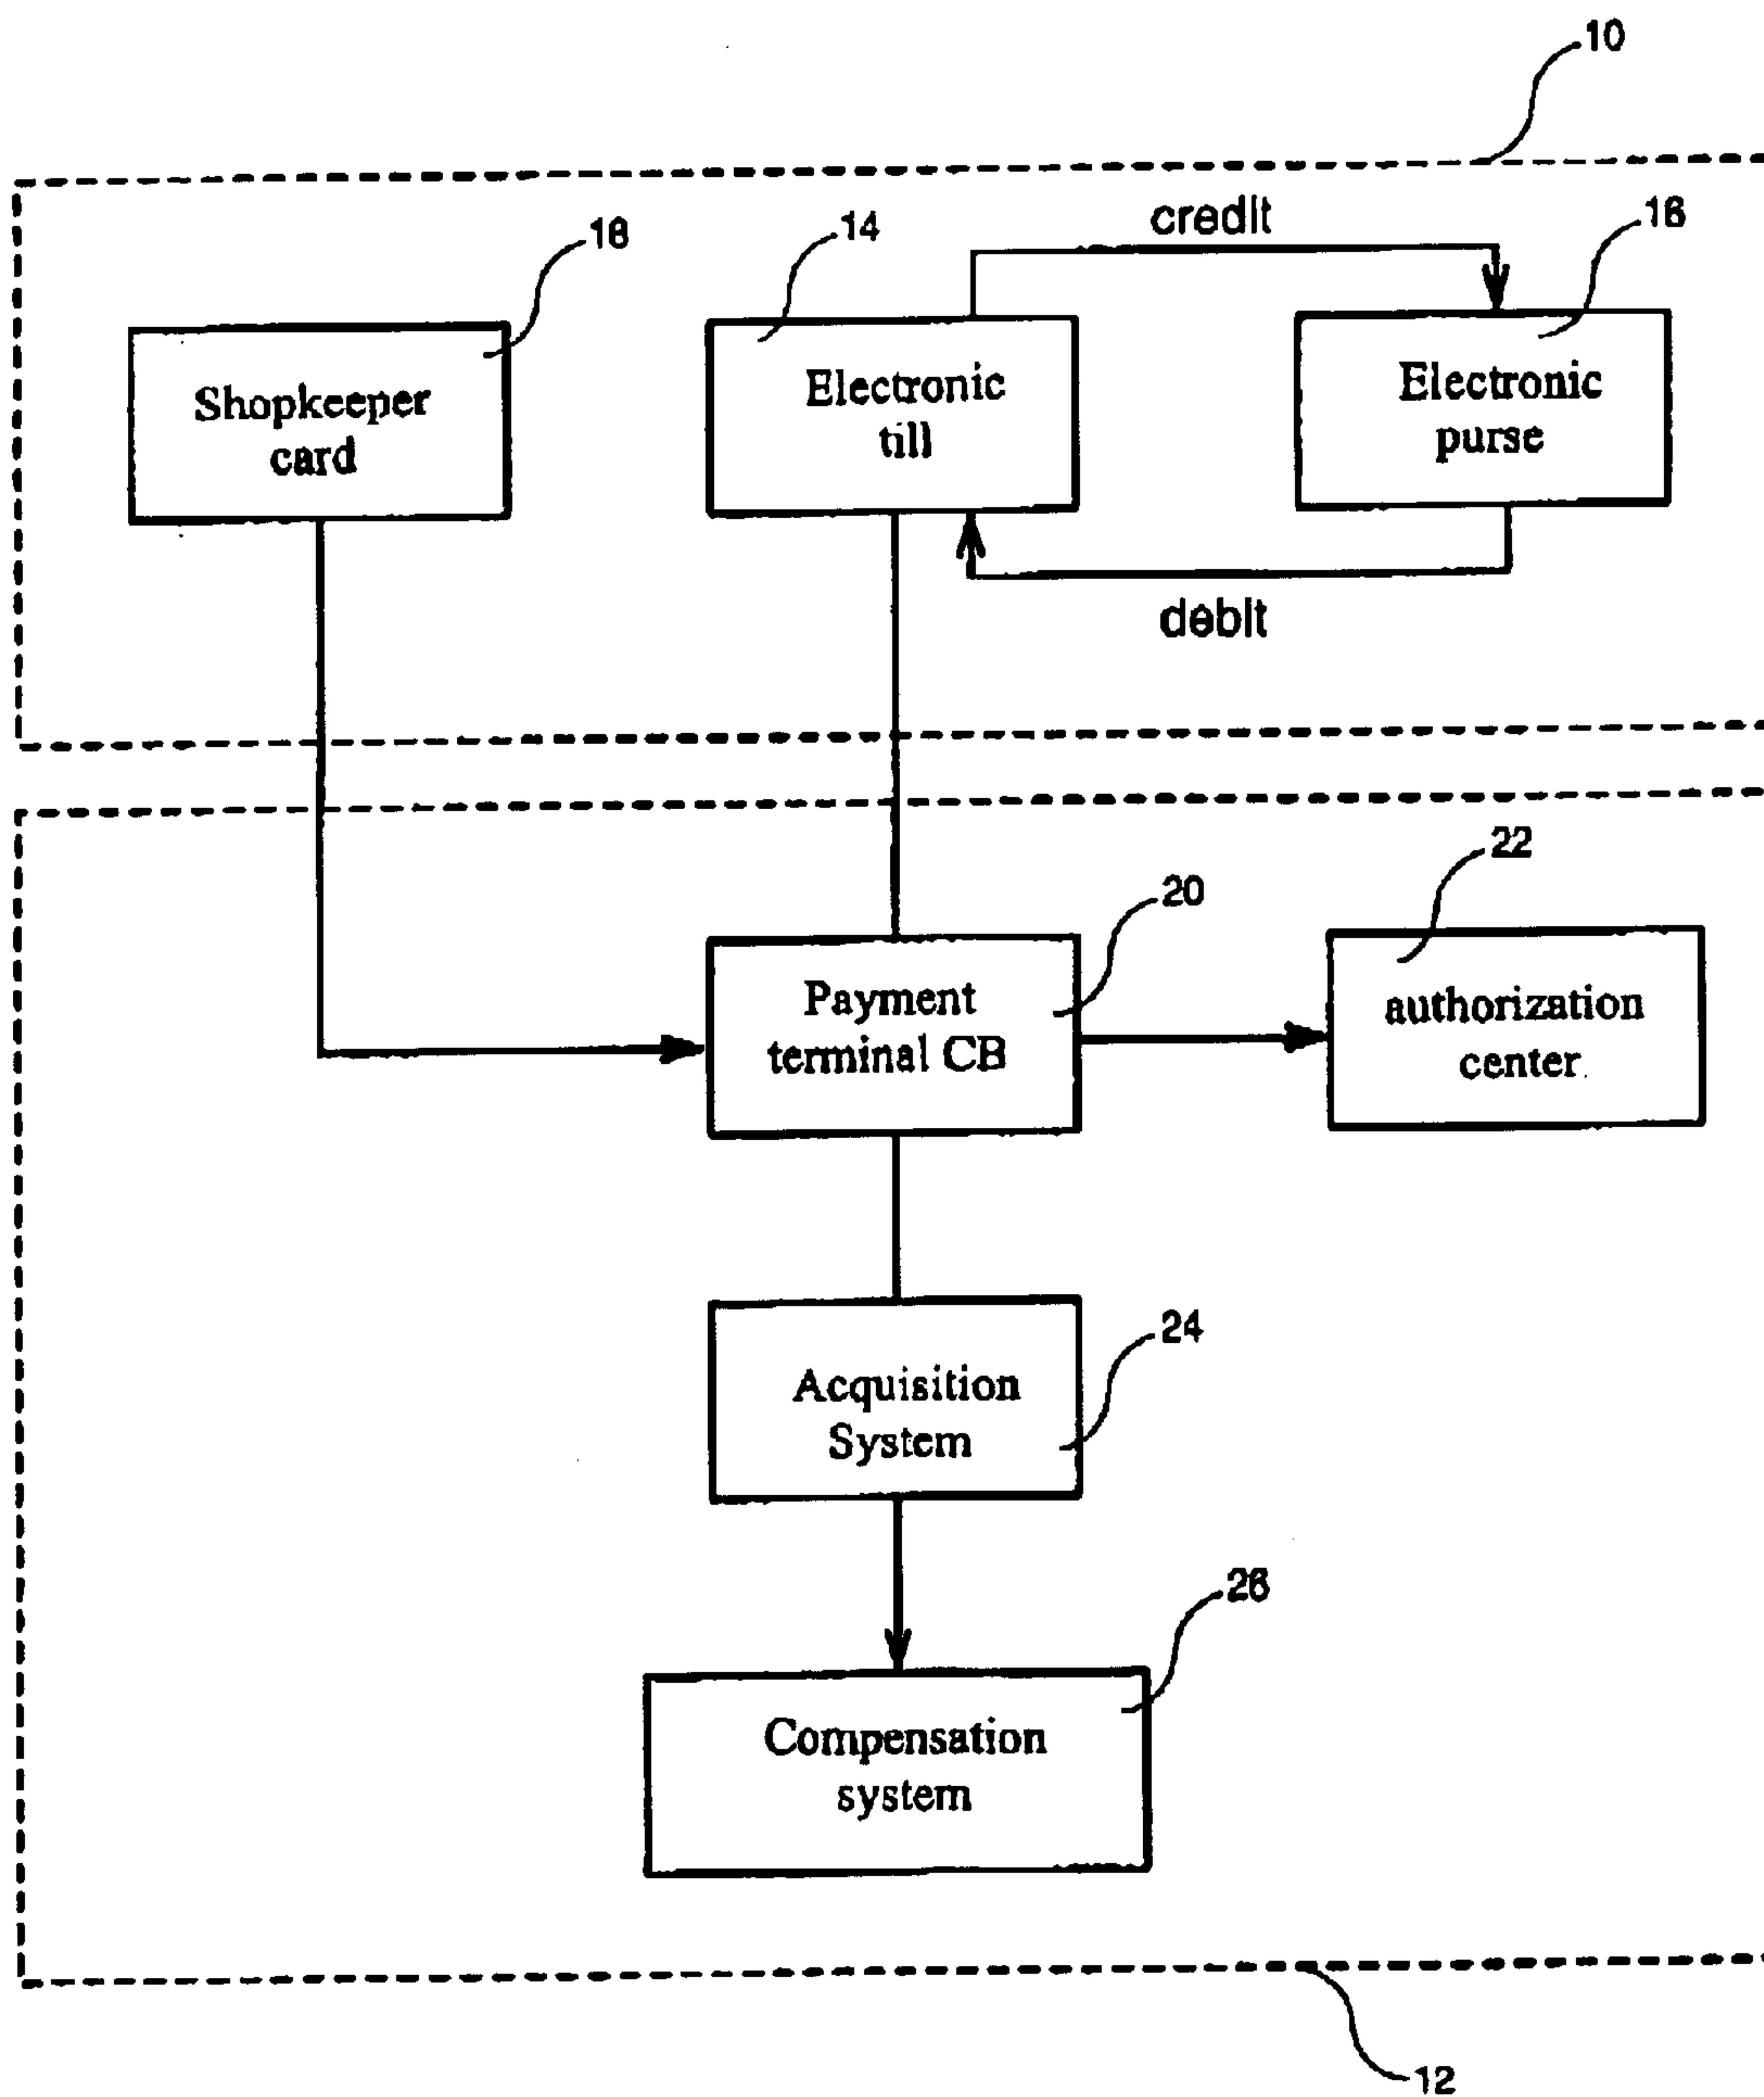 10
18
14
credit
16
Shopkeeper
card
Electronic
till
Electronic
purse
debit
22
20
Payment
terminal CB
authorization
center
24
Acquisition
System
26
Compensation
system
12